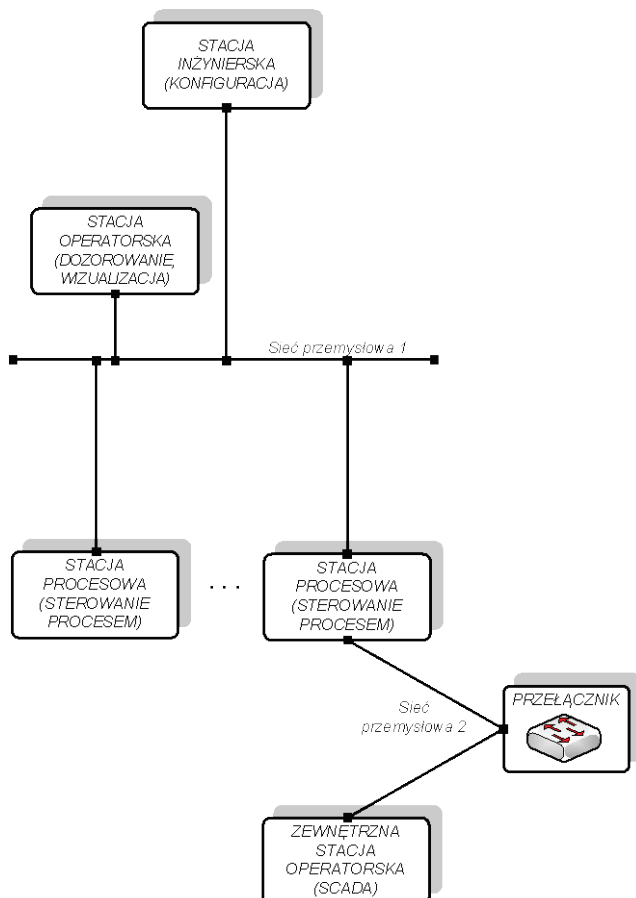 STACJA
INŻYNIERSKA
(KONFIGURACJA)
STACJA
OPERATORSKA
(DOZOROWANIE,
WIZUALIZACJA)
Sieć przemysłowa 1
STACJA
PROCESOWA
(STEROWANIE
PROCESEM)
. . .
STACJA
PROCESOWA
(STEROWANIE
PROCESEM)
PRZEŁĄCZNIK
Sieć
przemysłowa 2
ZEWNĘTRZNA
STACJA
OPERATORSKA
(SCADA)